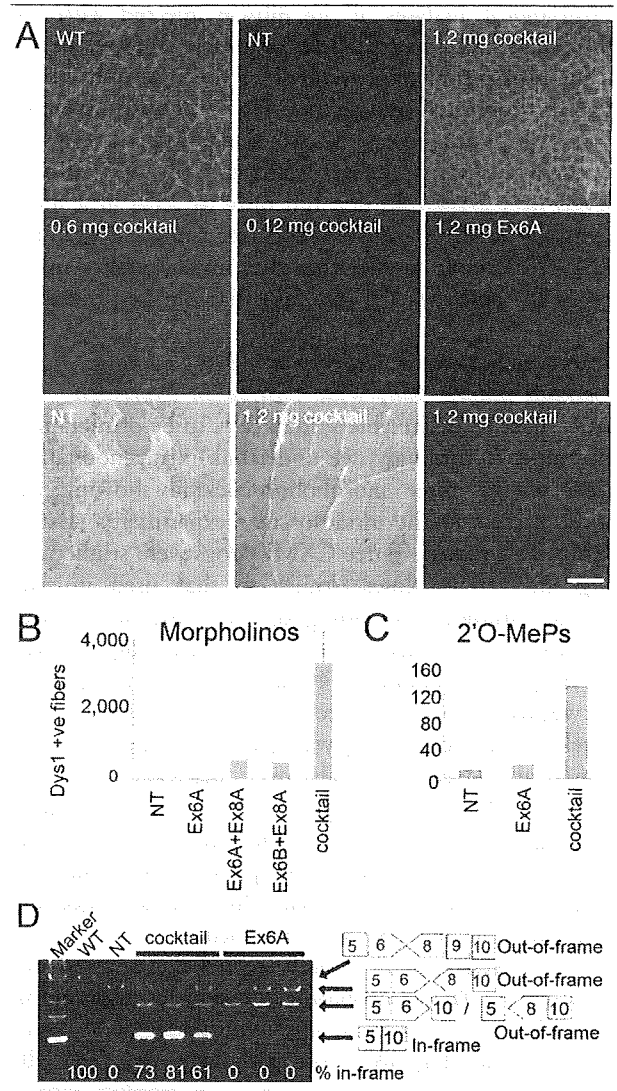 A
WT
NT
1.2 mg cocktail
0.6 mg cocktail
0.12 mg cocktail
1.2 mg Ex6A
NT
1.2 mg cocktail
1.2 mg cocktail
B
Morpholinos
Dys1 +ve fibers
4,000
2,000
0
NT
Ex6A
Ex6A+Ex8A
Ex6B+Ex8A
cocktail
C
2'O-MePs
160
120
80
40
0
NT
Ex6A
cocktail
D
Marker
WT
NT
cocktail
Ex6A
5 6 8 9 10 Out-of-frame
5 6 8 10 Out-of-frame
5 6 10 / 5 8 10
Out-of-frame
5 10 In-frame
100 0 73 81 61 0 0 0 % in-frame